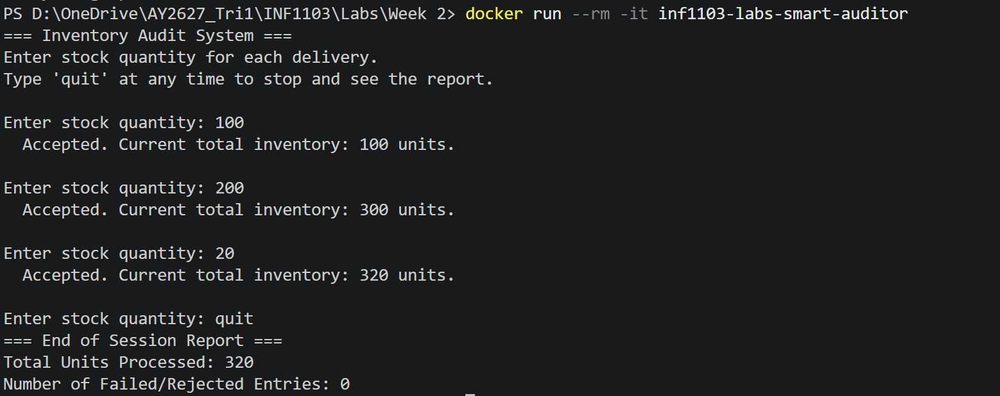 PS D:\OneDrive\AY2627_Tri1\INF1103\Labs\Week 2> docker run --rm -it inf1103-labs-smart-auditor
=== Inventory Audit System ===
Enter stock quantity for each delivery.
Type 'quit' at any time to stop and see the report.
Enter stock quantity: 100
  Accepted. Current total inventory: 100 units.
Enter stock quantity: 200
  Accepted. Current total inventory: 300 units.
Enter stock quantity: 20
  Accepted. Current total inventory: 320 units.
Enter stock quantity: quit
=== End of Session Report ===
Total Units Processed: 320
Number of Failed/Rejected Entries: 0